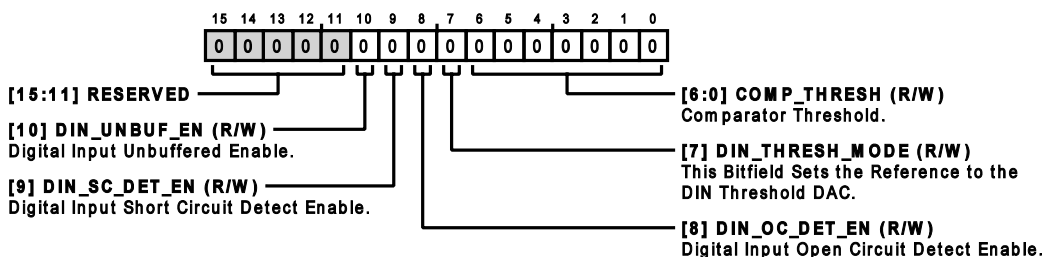 15 14 13 12 11 10 9 8 7 6 5 4 3 2 1 0
0 0 0 0 0 0 0 0 0 0 0 0 0 0 0 0
[15:11] RESERVED
[10] DIN_UNBUF_EN (R/W)
Digital Input Unbuffered Enable.
[9] DIN_SC_DET_EN (R/W)
Digital Input Short Circuit Detect Enable.
[6:0] COMP_THRESH (R/W)
Comparator Threshold.
[7] DIN_THRESH_MODE (R/W)
This Bitfield Sets the Reference to the
DIN Threshold DAC.
[8] DIN_OC_DET_EN (R/W)
Digital Input Open Circuit Detect Enable.